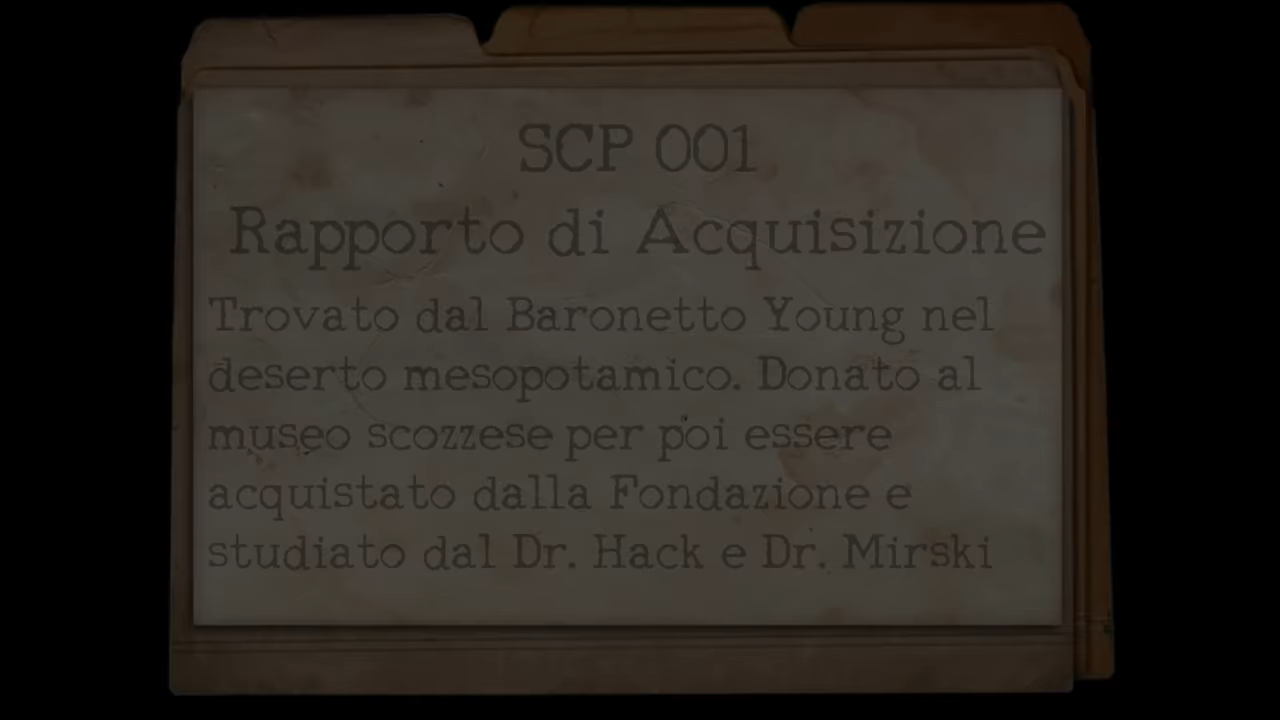 SCP 001
Rapporto di Acquisizione
Trovato dal Baronetto Young nel
deserto mesopotamico. Donato al
museo scozzese per poi essere
acquistato dalla Fondazione e
studiato dal Dr. Hack e Dr. Mirski